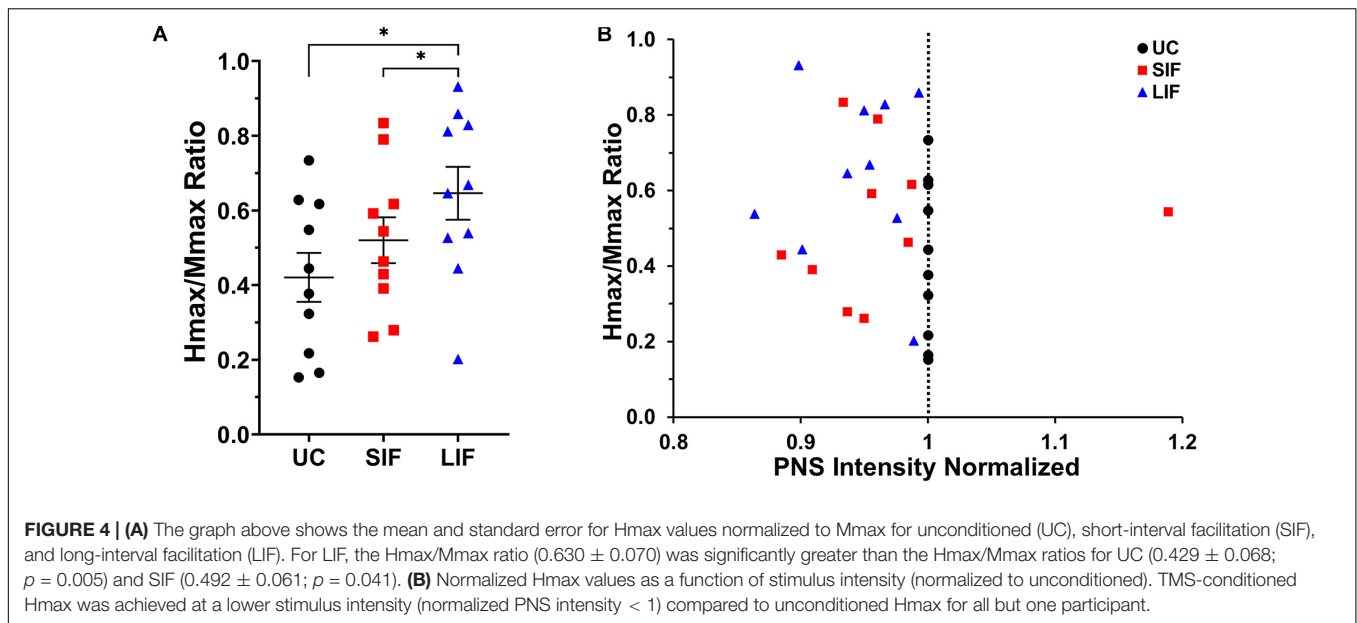 A
*
*
1.0
0.8
0.6
0.4
0.2
0.0
Hmax/Mmax Ratio
UC SIF LIF
B
UC
SIF
LIF
1.0
0.8
0.6
0.4
0.2
0.0
Hmax/Mmax Ratio
0.8 0.9 1 1.1 1.2
PNS Intensity Normalized
FIGURE 4 | (A) The graph above shows the mean and standard error for Hmax values normalized to Mmax for unconditioned (UC), short-interval facilitation (SIF),
and long-interval facilitation (LIF). For LIF, the Hmax/Mmax ratio (0.630 ± 0.070) was significantly greater than the Hmax/Mmax ratios for UC (0.429 ± 0.068;
p = 0.005) and SIF (0.492 ± 0.061; p = 0.041). (B) Normalized Hmax values as a function of stimulus intensity (normalized to unconditioned). TMS-conditioned
Hmax was achieved at a lower stimulus intensity (normalized PNS intensity < 1) compared to unconditioned Hmax for all but one participant.